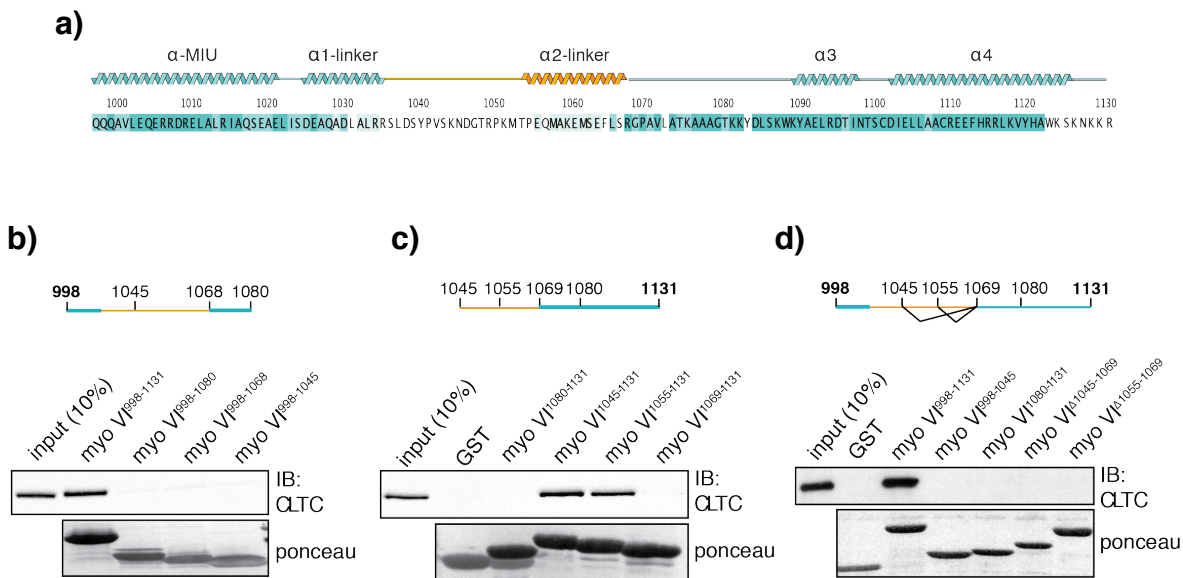 a)
α-MIU α1-linker α2-linker α3 α4
1000 1010 1020 1030 1040 1050 1060 1070 1080 1090 1100 1110 1120 1130
QQQAVLEQERRDRELALRIAQSEAELISDEAQADLALRRSLDSYPVSKNDGTRPKMTPEQMAKEMSEFLSRGPAVLATKAAAGTKKYDLSKWKYAELRDTINTSCDIELLAACREEFHRRLKVYHAWKSKNKKR
b)
998 1045 1068 1080
input (10%)
myo VI998-1131
myo VI998-1080
myo VI998-1068
myo VI998-1045
IB:
CLTC
ponceau
c)
1045 1055 1069 1080 1131
input (10%)
GST
myo VI1080-1131
myo VI1045-1131
myo VI1055-1131
myo VI1069-1131
IB:
CLTC
ponceau
d)
998 1045 1055 1069 1080 1131
input (10%)
GST
myo VI998-1131
myo VI998-1045
myo VI1080-1131
myo VIΔ1045-1069
myo VIΔ1055-1069
IB:
CLTC
ponceau